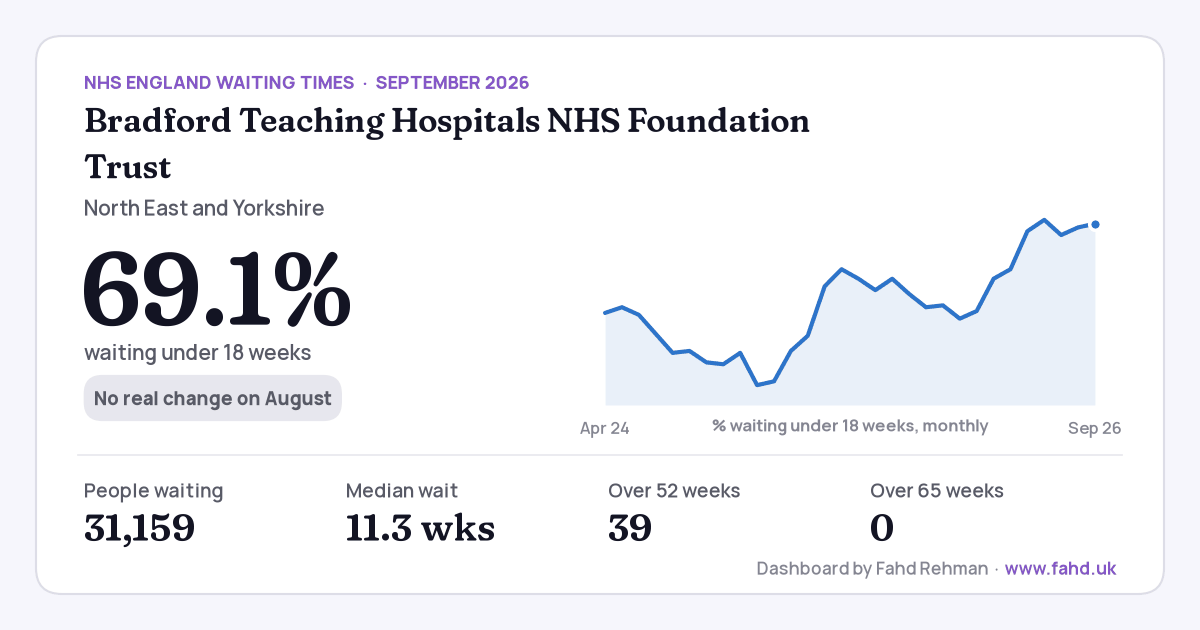 NHS ENGLAND WAITING TIMES · SEPTEMBER 2026
Bradford Teaching Hospitals NHS Foundation
Trust
North East and Yorkshire
69.1%
waiting under 18 weeks
No real change on August
Apr 24
% waiting under 18 weeks, monthly
Sep 26
People waiting
31,159
Median wait
11.3 wks
Over 52 weeks
39
Over 65 weeks
0
Dashboard by Fahd Rehman · www.fahd.uk